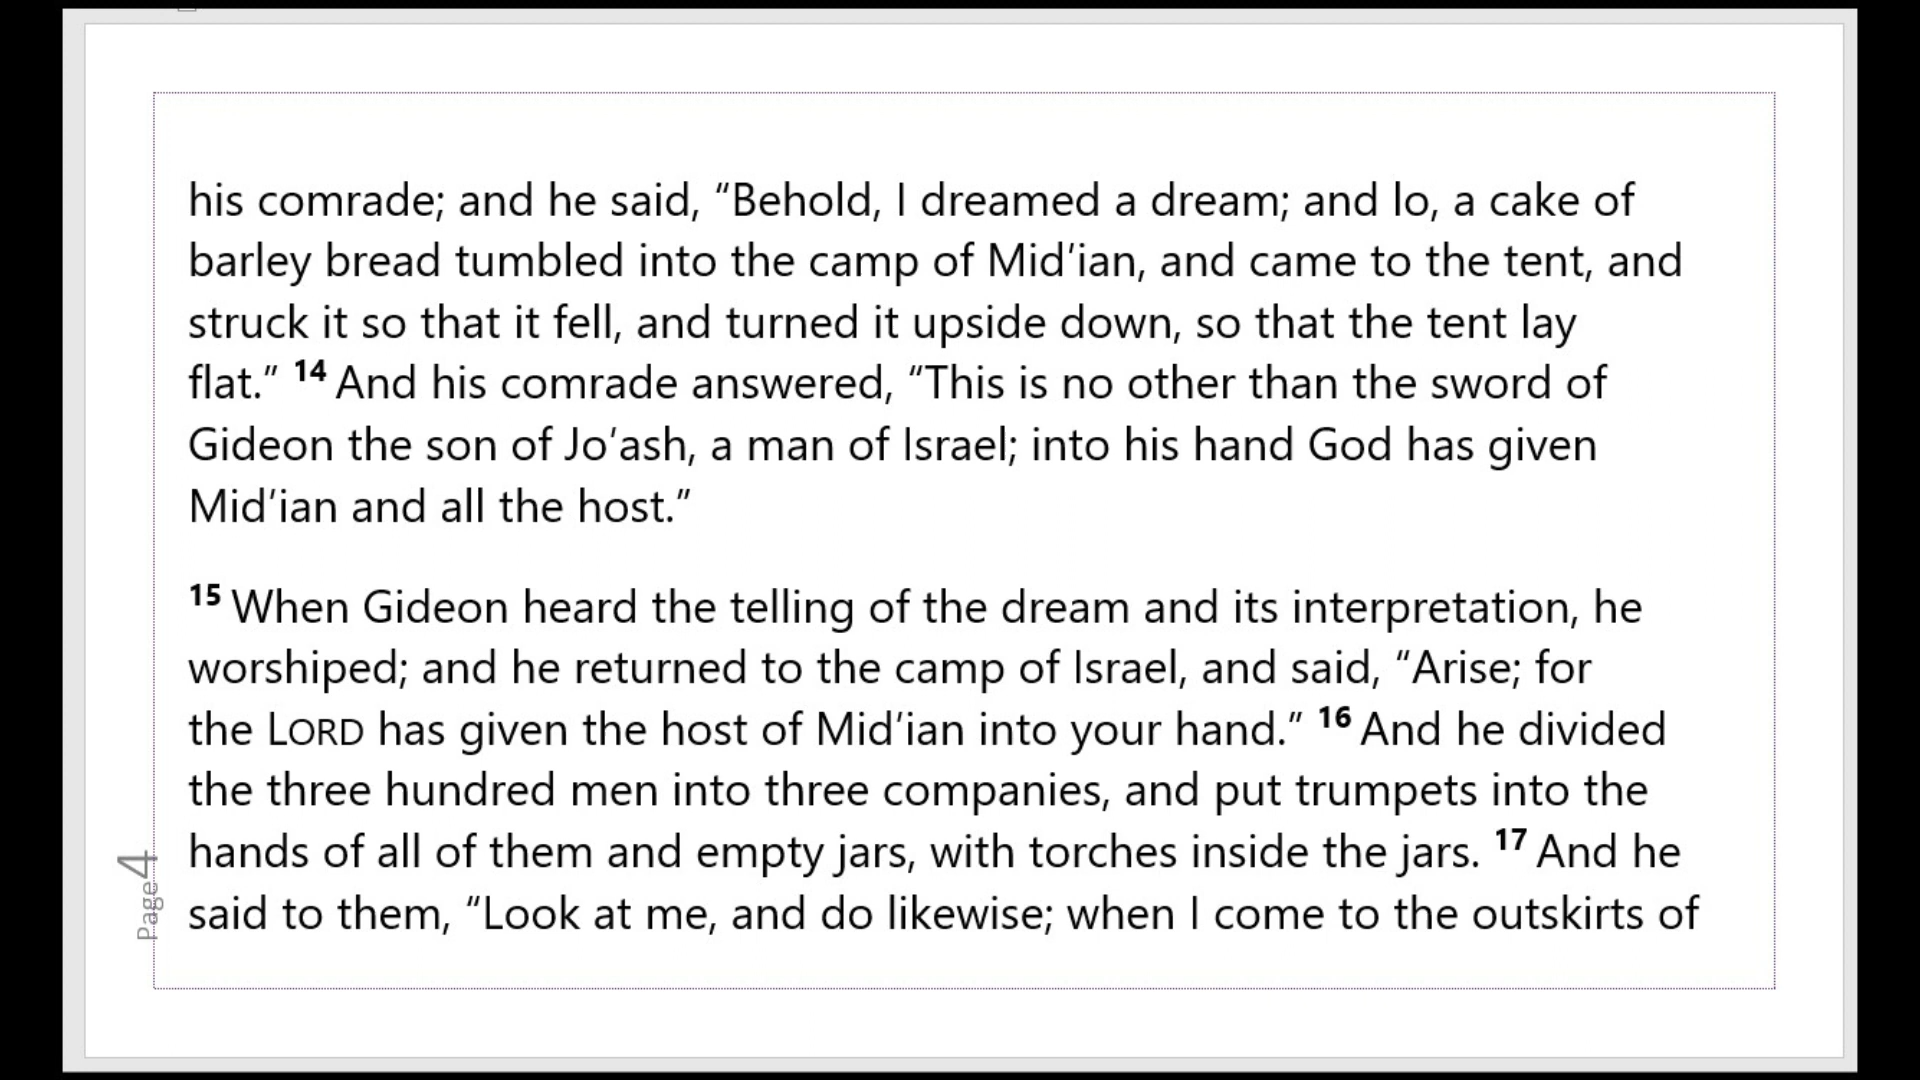 his comrade; and he said, “Behold, I dreamed a dream; and lo, a cake of
barley bread tumbled into the camp of Mid′ian, and came to the tent, and
struck it so that it fell, and turned it upside down, so that the tent lay
flat.” 14 And his comrade answered, “This is no other than the sword of
Gideon the son of Jo′ash, a man of Israel; into his hand God has given
Mid′ian and all the host.”
15 When Gideon heard the telling of the dream and its interpretation, he
worshiped; and he returned to the camp of Israel, and said, “Arise; for
the LORD has given the host of Mid′ian into your hand.” 16 And he divided
the three hundred men into three companies, and put trumpets into the
hands of all of them and empty jars, with torches inside the jars. 17 And he
said to them, “Look at me, and do likewise; when I come to the outskirts of
Page 4